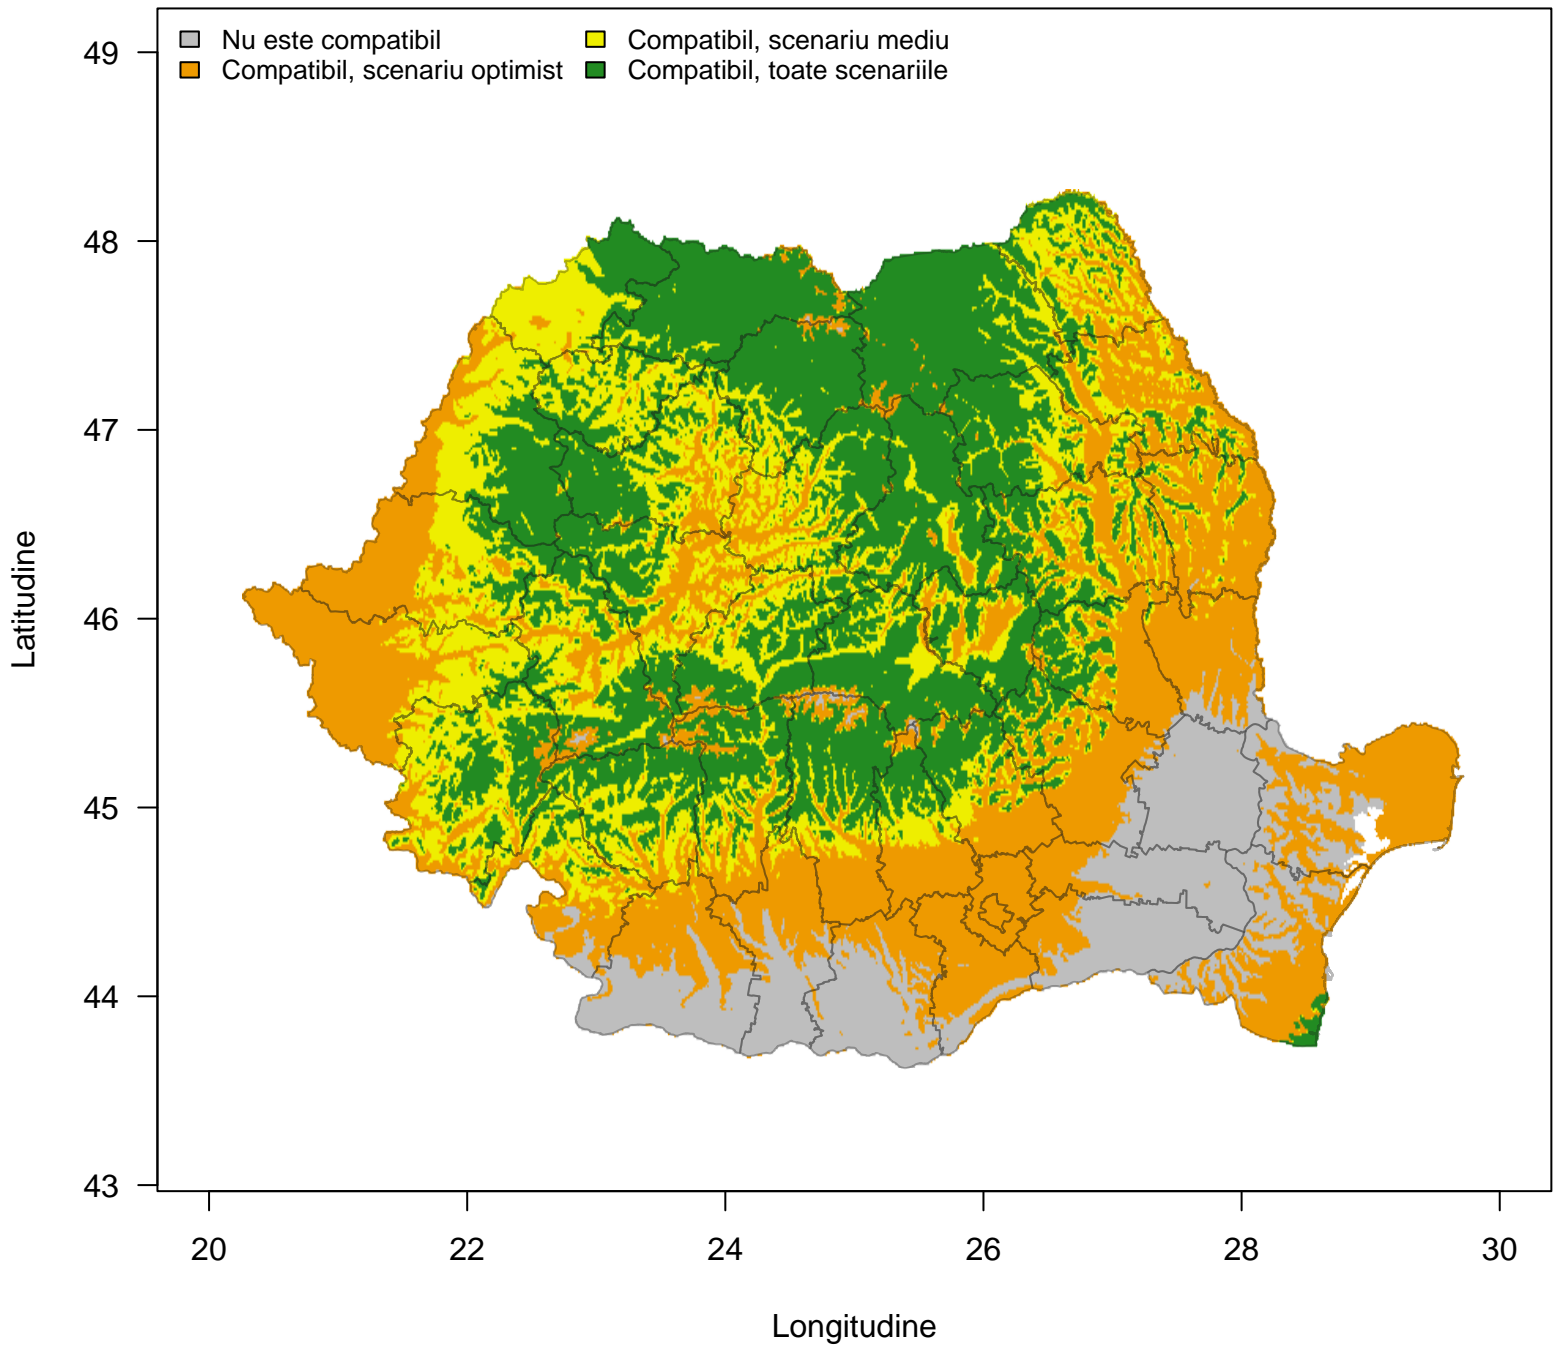 Nu este compatibil
Compatibil, scenariu optimist
Compatibil, scenariu mediu
Compatibil, toate scenariile
49
48
47
46
45
44
43
Latitudine
20 22 24 26 28 30
Longitudine